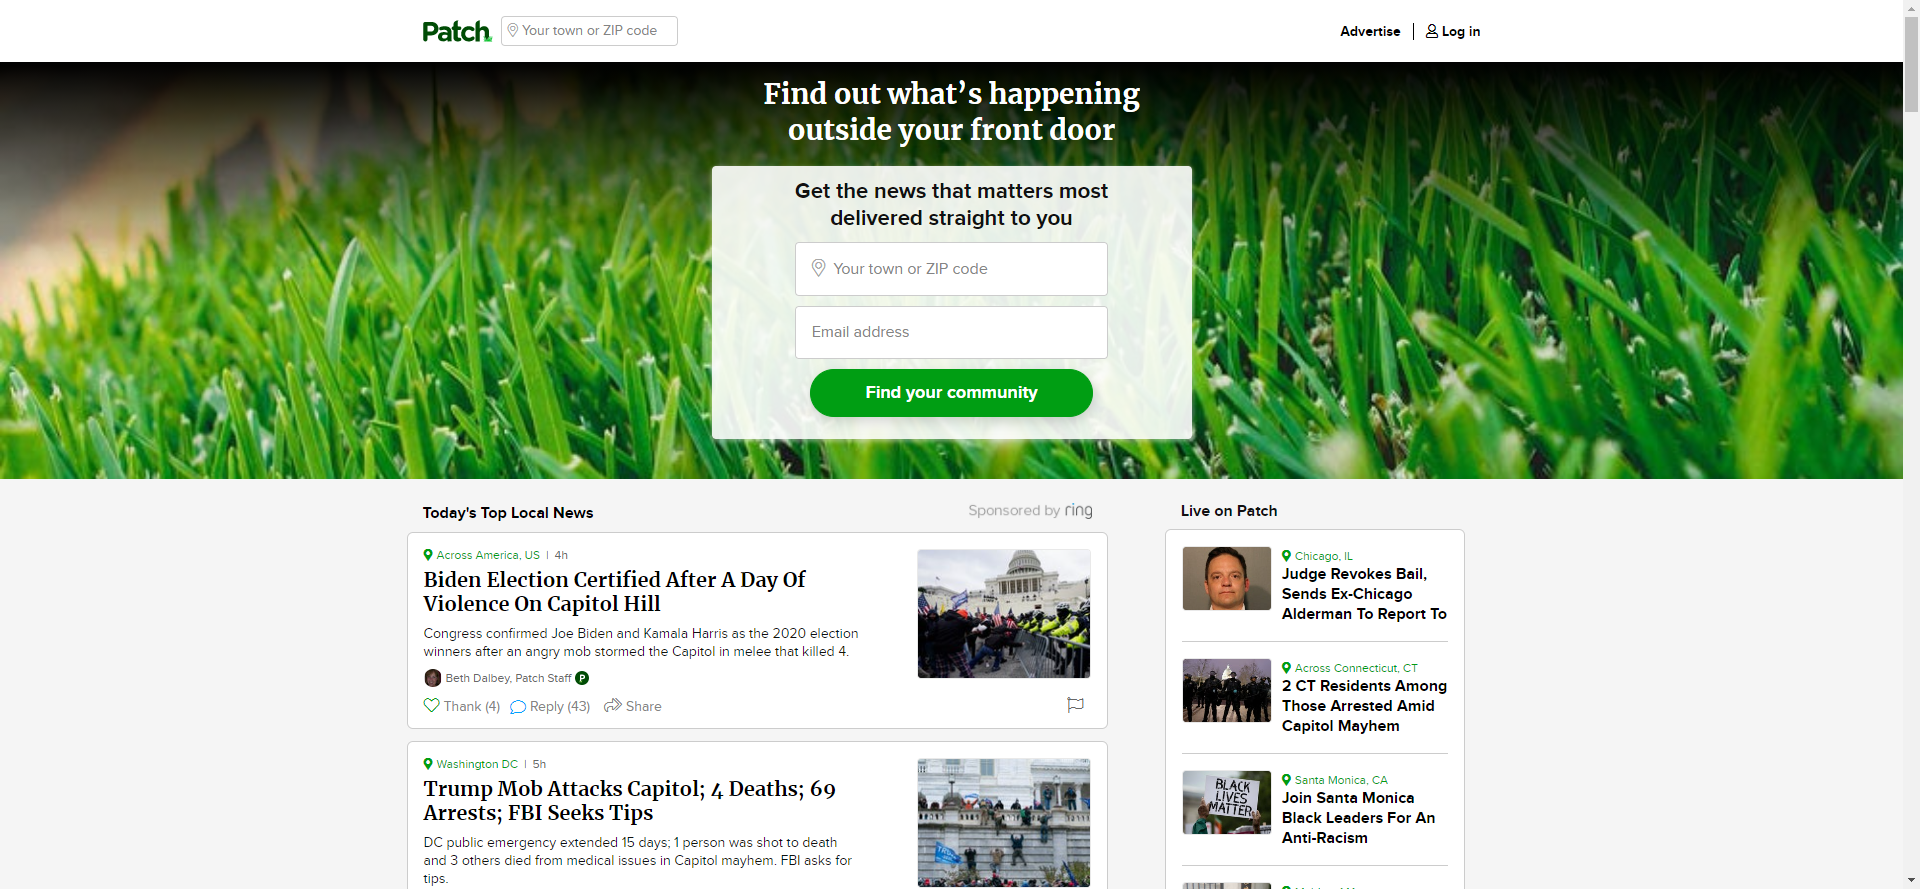 Patch
Your town or ZIP code
Advertise
Log in
Find out what’s happening
outside your front door
Get the news that matters most
delivered straight to you
Your town or ZIP code
Email address
Find your community
Today's Top Local News
Sponsored by ring
Across America, US | 4h
Biden Election Certified After A Day Of
Violence On Capitol Hill
Congress confirmed Joe Biden and Kamala Harris as the 2020 election
winners after an angry mob stormed the Capitol in melee that killed 4.
Beth Dalbey, Patch Staff P
Thank (4) Reply (43) Share
Washington DC | 5h
Trump Mob Attacks Capitol; 4 Deaths; 69
Arrests; FBI Seeks Tips
DC public emergency extended 15 days; 1 person was shot to death
and 3 others died from medical issues in Capitol mayhem. FBI asks for
tips.
TRUMP
Live on Patch
Chicago, IL
Judge Revokes Bail,
Sends Ex-Chicago
Alderman To Report To
Across Connecticut, CT
2 CT Residents Among
Those Arrested Amid
Capitol Mayhem
BLACK
LIVES
MATTER
Santa Monica, CA
Join Santa Monica
Black Leaders For An
Anti-Racism